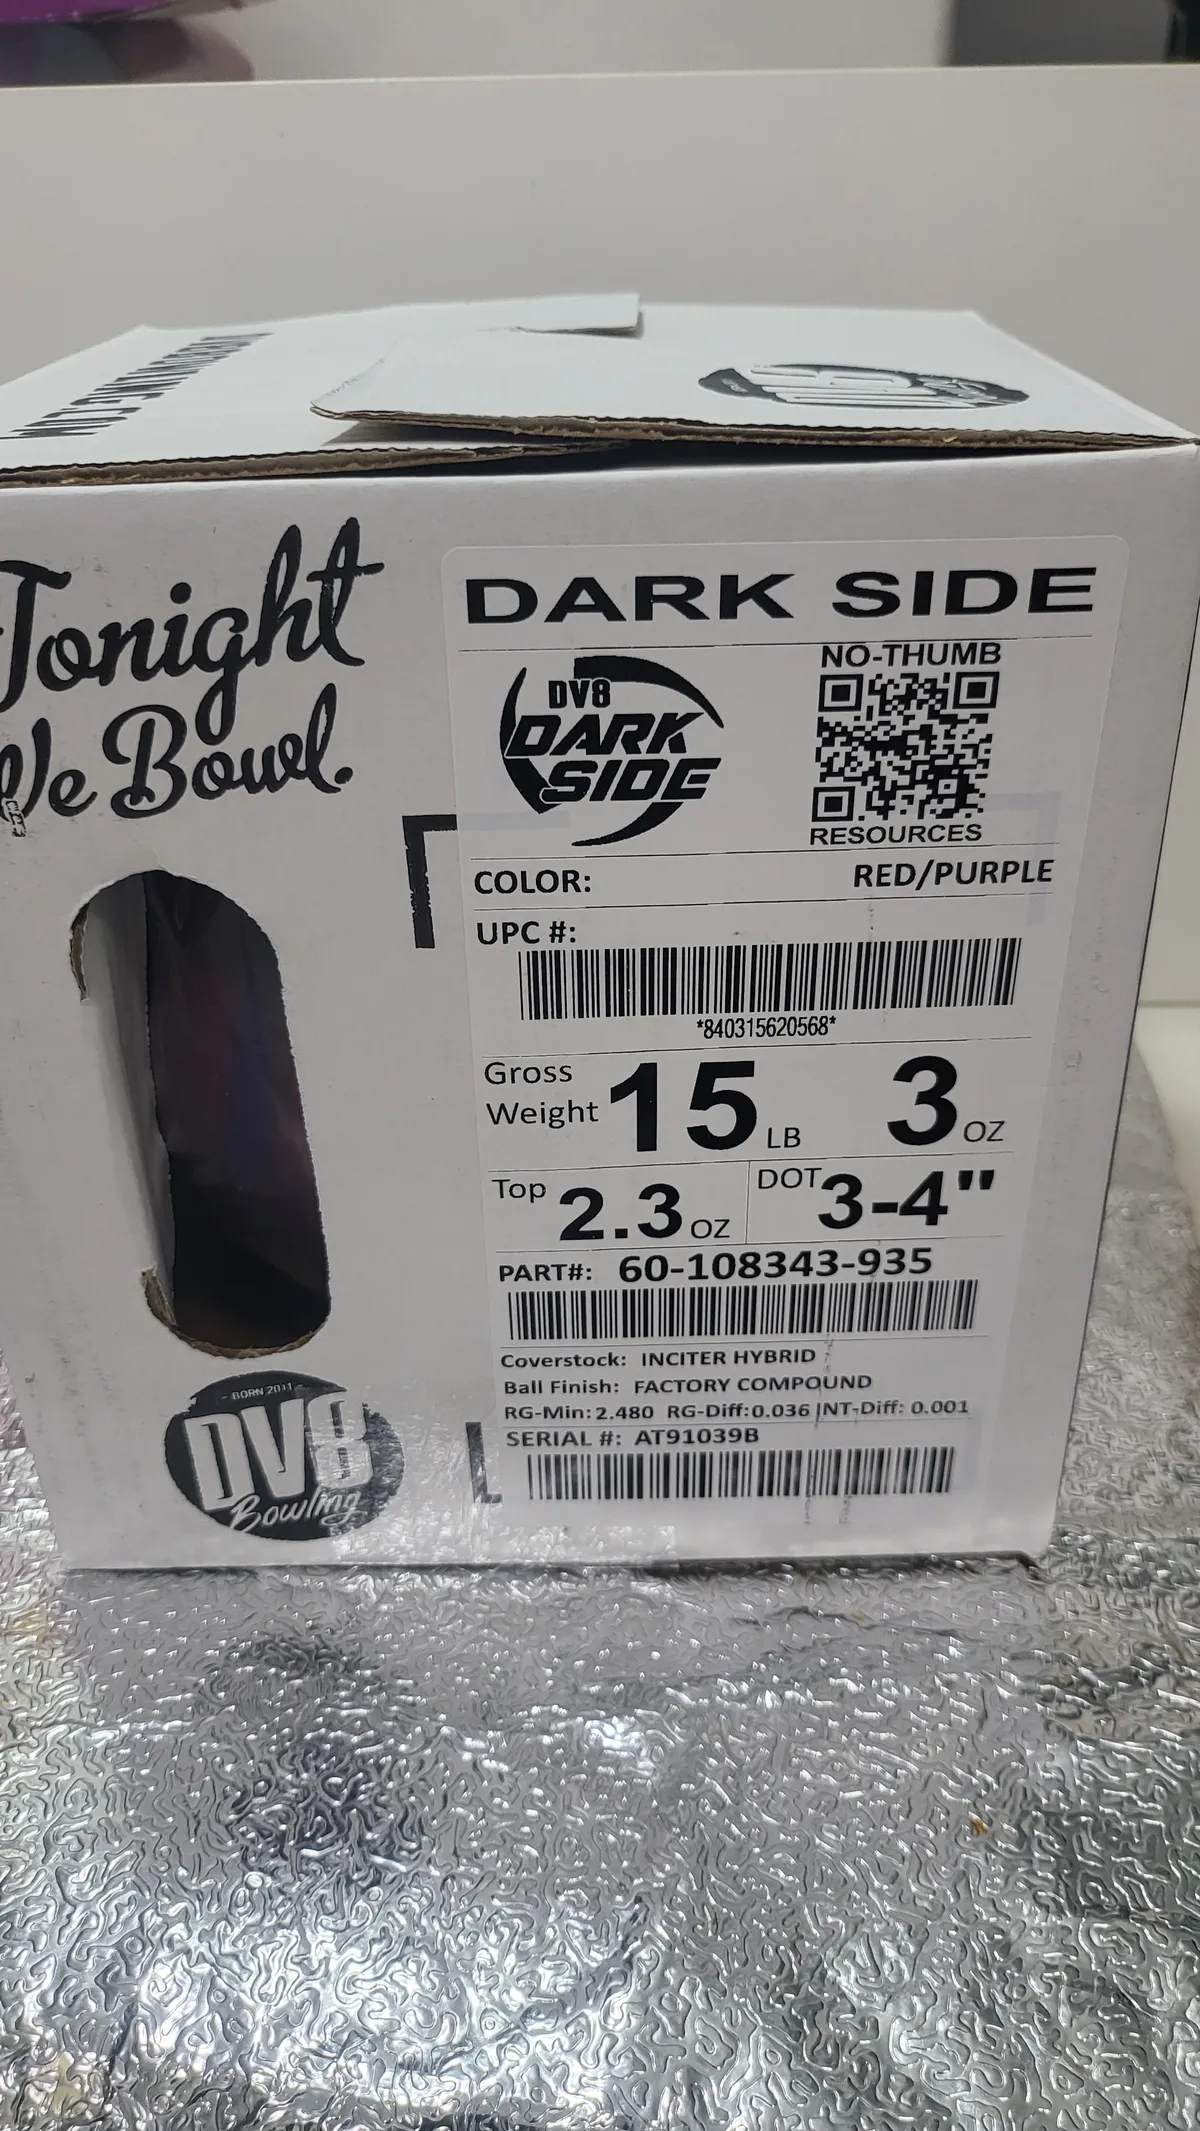 Tonight
We Bowl.
DARK SIDE
DV8
DARK
SIDE
NO-THUMB
RESOURCES
COLOR: RED/PURPLE
UPC #:
*840315620568*
Gross
Weight 15 LB 3 OZ
Top 2.3 OZ DOT 3-4"
PART#: 60-108343-935
Coverstock: INCITER HYBRID
Ball Finish: FACTORY COMPOUND
RG-Min: 2.480 RG-Diff: 0.036 INT-Diff: 0.001
SERIAL #: AT91039B
- BORN 2011 -
DV8
Bowling